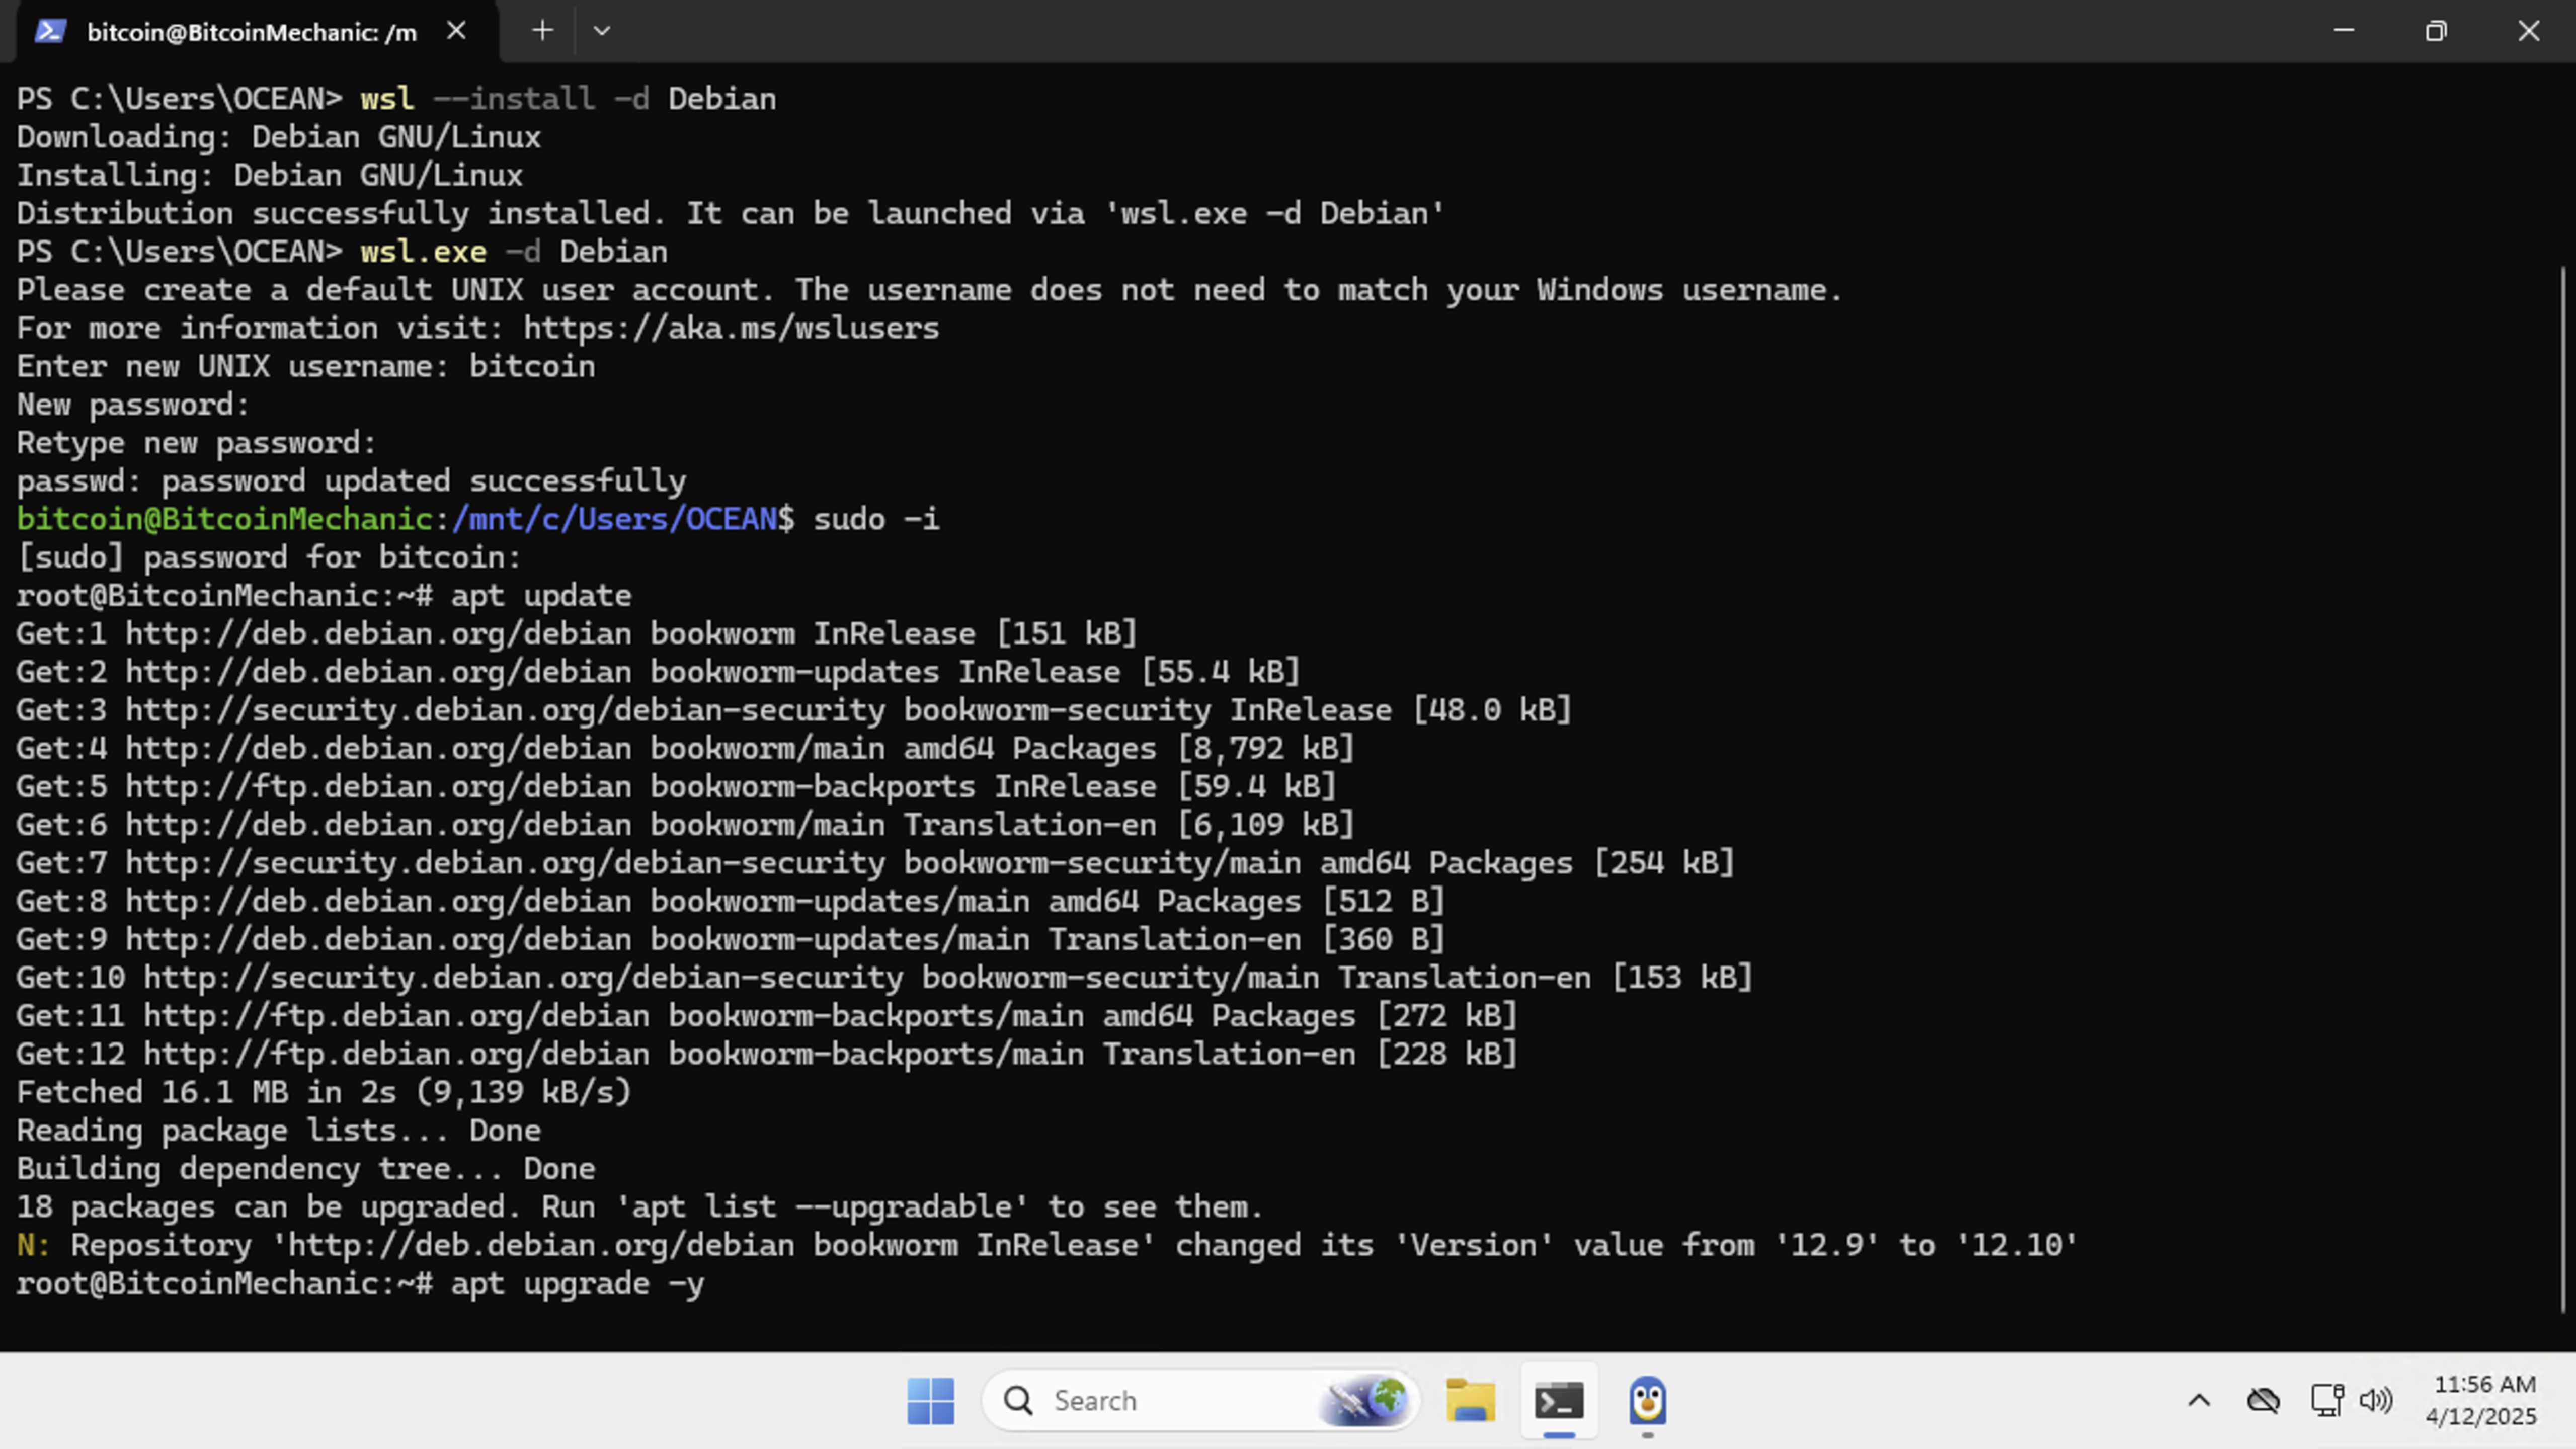 bitcoin@BitcoinMechanic: /m
PS C:\Users\OCEAN> wsl --install -d Debian
Downloading: Debian GNU/Linux
Installing: Debian GNU/Linux
Distribution successfully installed. It can be launched via 'wsl.exe -d Debian'
PS C:\Users\OCEAN> wsl.exe -d Debian
Please create a default UNIX user account. The username does not need to match your Windows username.
For more information visit: https://aka.ms/wslusers
Enter new UNIX username: bitcoin
New password:
Retype new password:
passwd: password updated successfully
bitcoin@BitcoinMechanic:/mnt/c/Users/OCEAN$ sudo -i
[sudo] password for bitcoin:
root@BitcoinMechanic:~# apt update
Get:1 http://deb.debian.org/debian bookworm InRelease [151 kB]
Get:2 http://deb.debian.org/debian bookworm-updates InRelease [55.4 kB]
Get:3 http://security.debian.org/debian-security bookworm-security InRelease [48.0 kB]
Get:4 http://deb.debian.org/debian bookworm/main amd64 Packages [8,792 kB]
Get:5 http://ftp.debian.org/debian bookworm-backports InRelease [59.4 kB]
Get:6 http://deb.debian.org/debian bookworm/main Translation-en [6,109 kB]
Get:7 http://security.debian.org/debian-security bookworm-security/main amd64 Packages [254 kB]
Get:8 http://deb.debian.org/debian bookworm-updates/main amd64 Packages [512 B]
Get:9 http://deb.debian.org/debian bookworm-updates/main Translation-en [360 B]
Get:10 http://security.debian.org/debian-security bookworm-security/main Translation-en [153 kB]
Get:11 http://ftp.debian.org/debian bookworm-backports/main amd64 Packages [272 kB]
Get:12 http://ftp.debian.org/debian bookworm-backports/main Translation-en [228 kB]
Fetched 16.1 MB in 2s (9,139 kB/s)
Reading package lists... Done
Building dependency tree... Done
18 packages can be upgraded. Run 'apt list --upgradable' to see them.
N: Repository 'http://deb.debian.org/debian bookworm InRelease' changed its 'Version' value from '12.9' to '12.10'
root@BitcoinMechanic:~# apt upgrade -y
Search
11:56 AM
4/12/2025